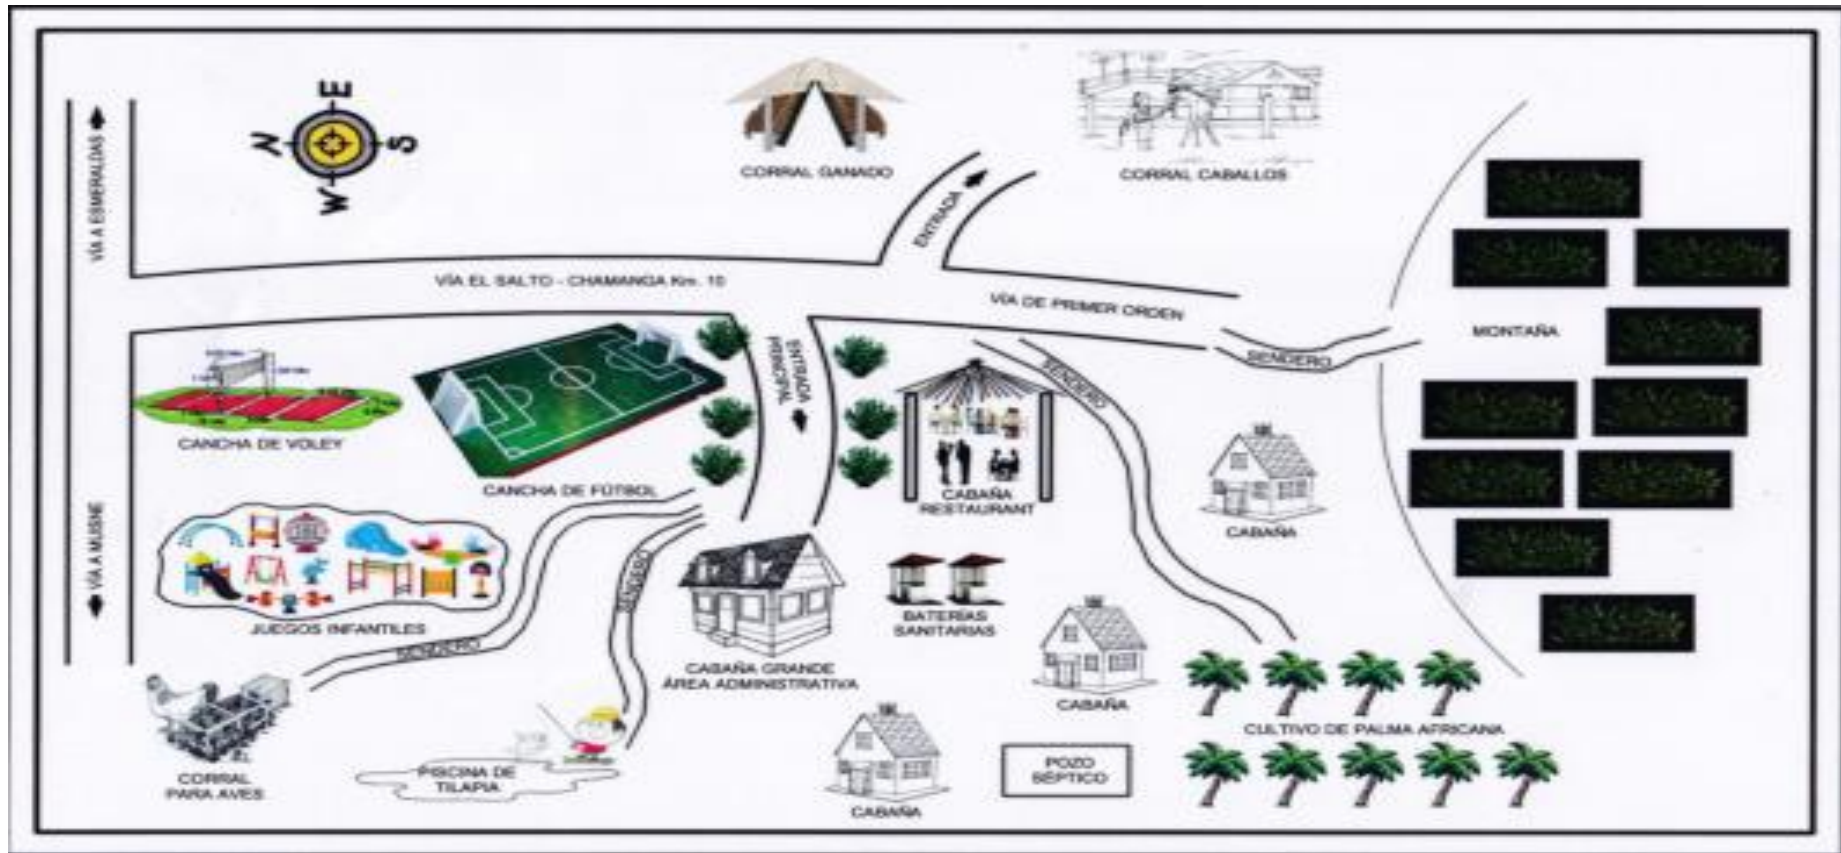 E
N
S
W
VÍA A ESMERALDAS
CORRAL GANADO
CORRAL CABALLOS
ENTRADA
VÍA EL SALTO - CHAMANGA Km. 10
VÍA DE PRIMER ORDEN
SENDERO
MONTAÑA
ENTRADA
PRINCIPAL
SENDERO
CANCHA DE VOLEY
CANCHA DE FÚTBOL
CABAÑA
RESTAURANT
CABAÑA
VÍA A MUISNE
JUEGOS INFANTILES
SENDERO
SENDERO
BATERÍAS
SANITARIAS
CABAÑA GRANDE
ÁREA ADMINISTRATIVA
CABAÑA
CULTIVO DE PALMA AFRICANA
CORRAL
PARA AVES
PISCINA DE
TILAPIA
CABAÑA
POZO
SÉPTICO